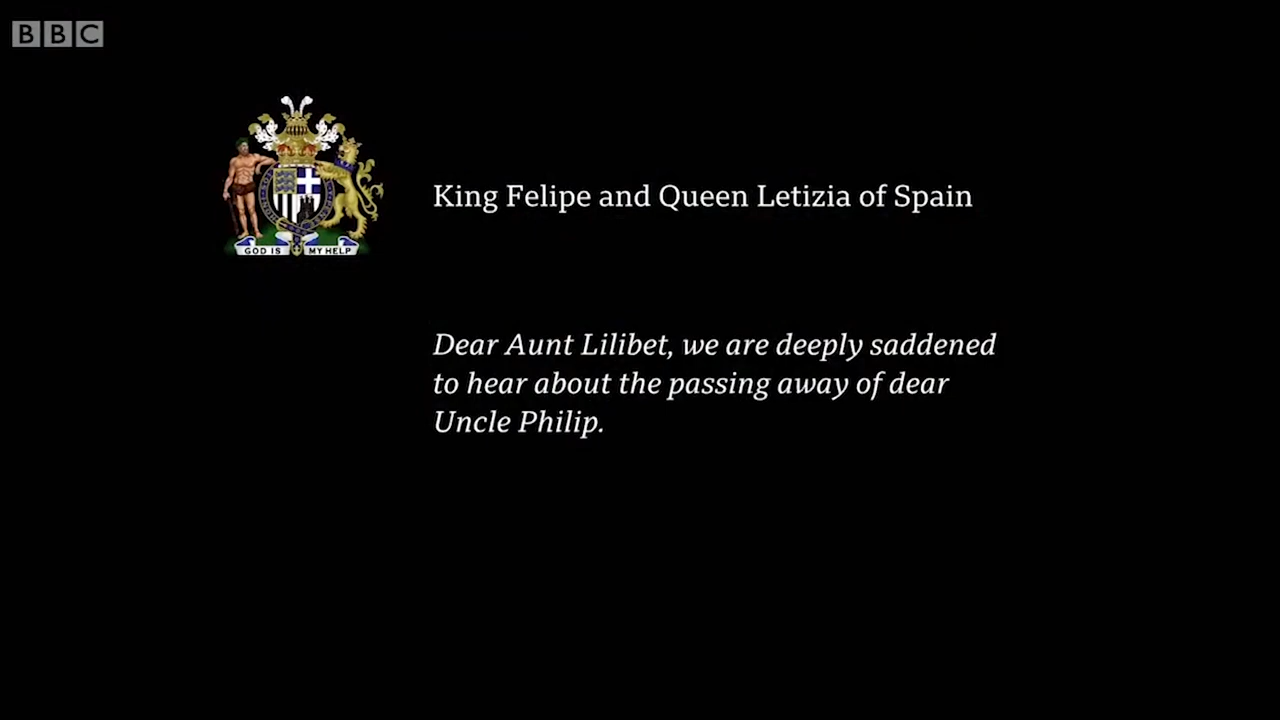 BBC
GOD IS MY HELP
King Felipe and Queen Letizia of Spain
Dear Aunt Lilibet, we are deeply saddened
to hear about the passing away of dear
Uncle Philip.